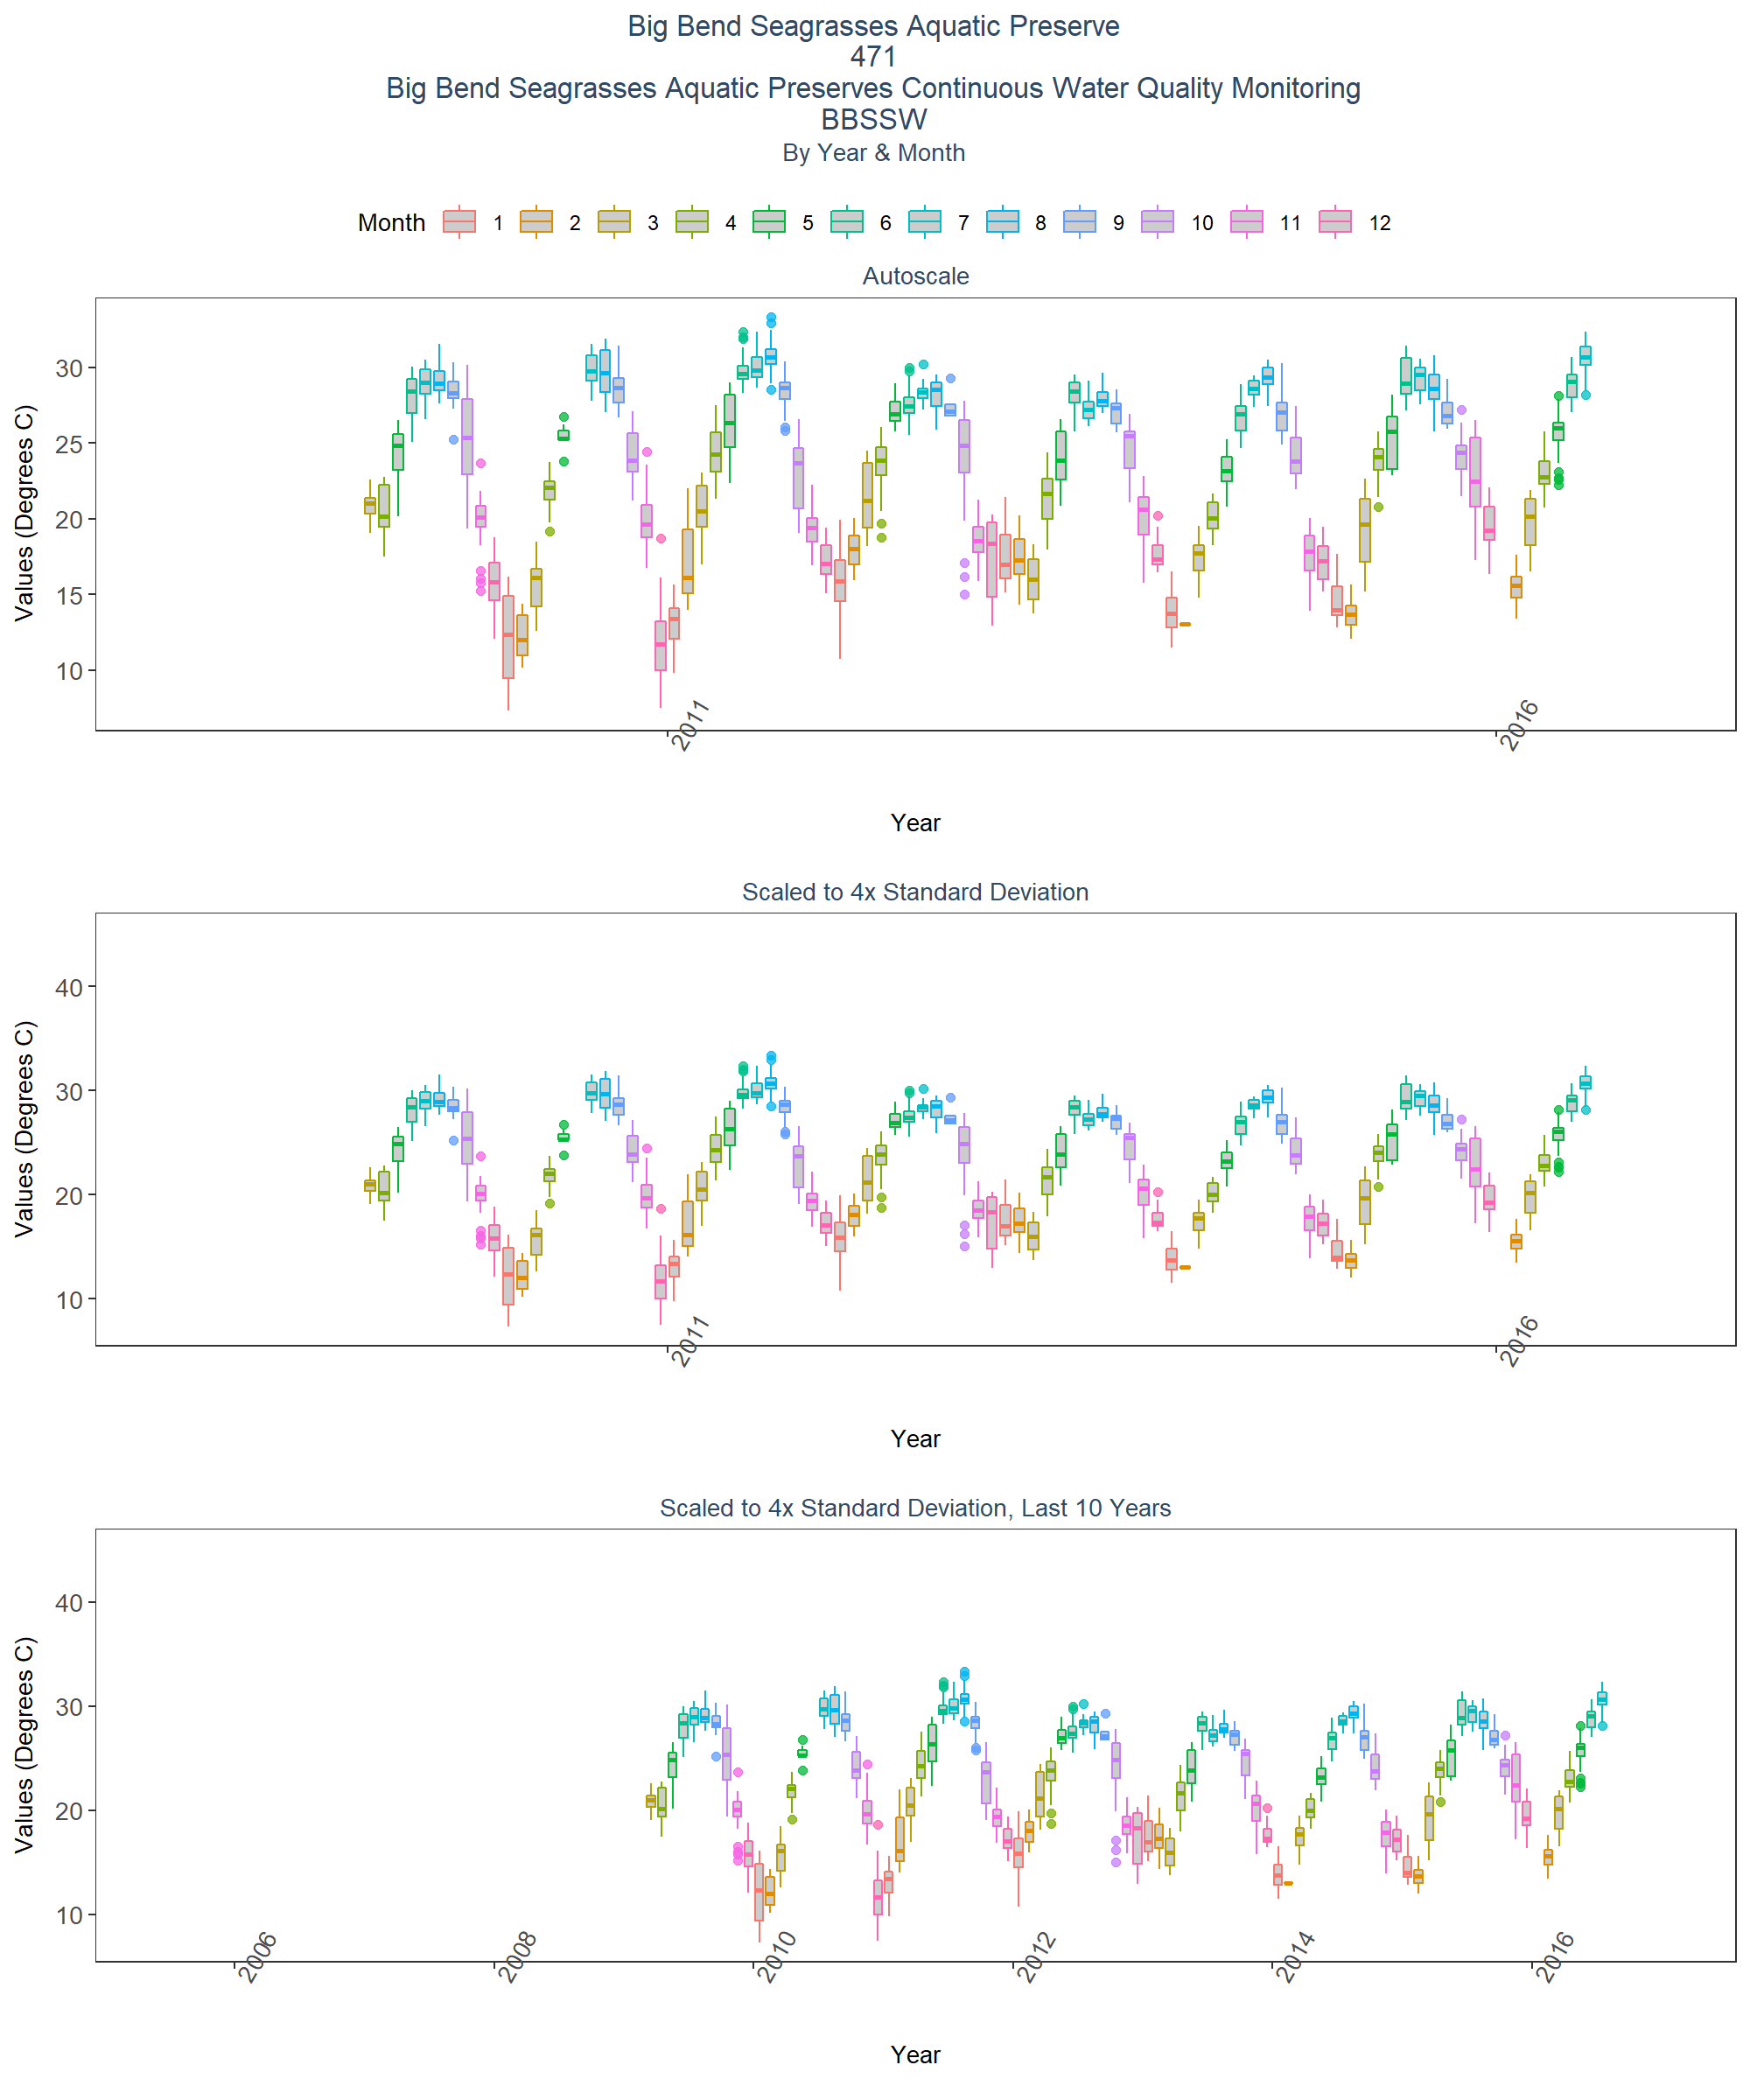 Big Bend Seagrasses Aquatic Preserve
471
Big Bend Seagrasses Aquatic Preserves Continuous Water Quality Monitoring
BBSSW
By Year & Month
Month 1 2 3 4 5 6 7 8 9 10 11 12
Autoscale
Values (Degrees C)
30
25
20
15
10
2011 2016
Year
Scaled to 4x Standard Deviation
Values (Degrees C)
40
30
20
10
2011 2016
Year
Scaled to 4x Standard Deviation, Last 10 Years
Values (Degrees C)
40
30
20
10
2006 2008 2010 2012 2014 2016
Year